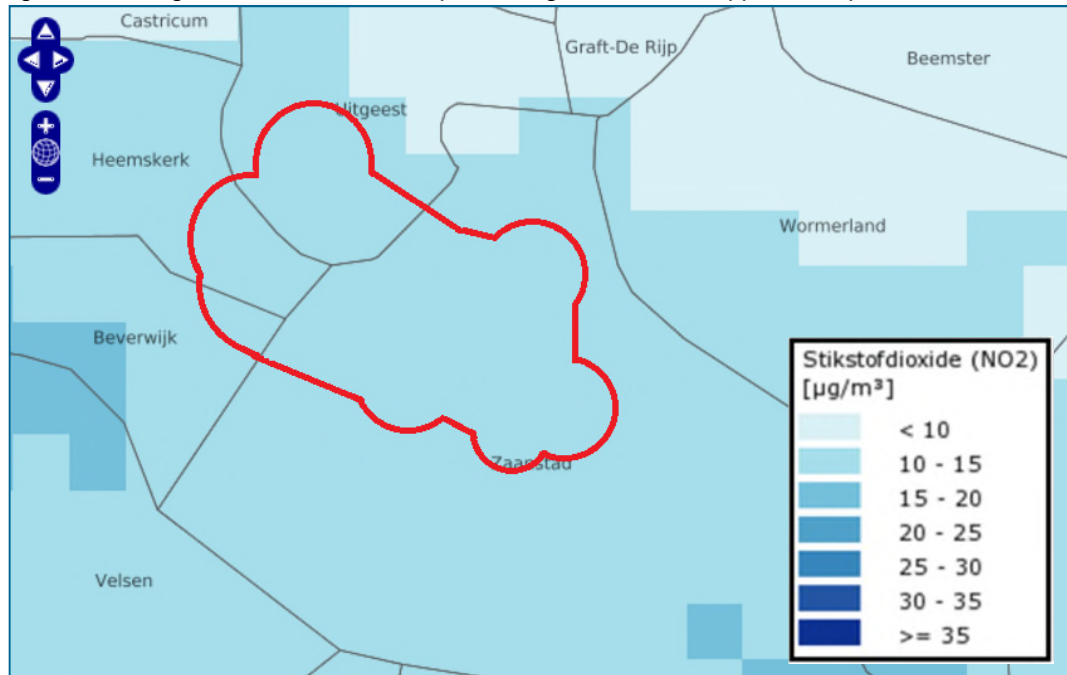 Castricum
Graft-De Rijp
Beemster
Uitgeest
Heemskerk
Wormerland
Beverwijk
Stikstofdioxide (NO2)
[µg/m³]
< 10
10 - 15
15 - 20
20 - 25
25 - 30
30 - 35
>= 35
Zaanstad
Velsen